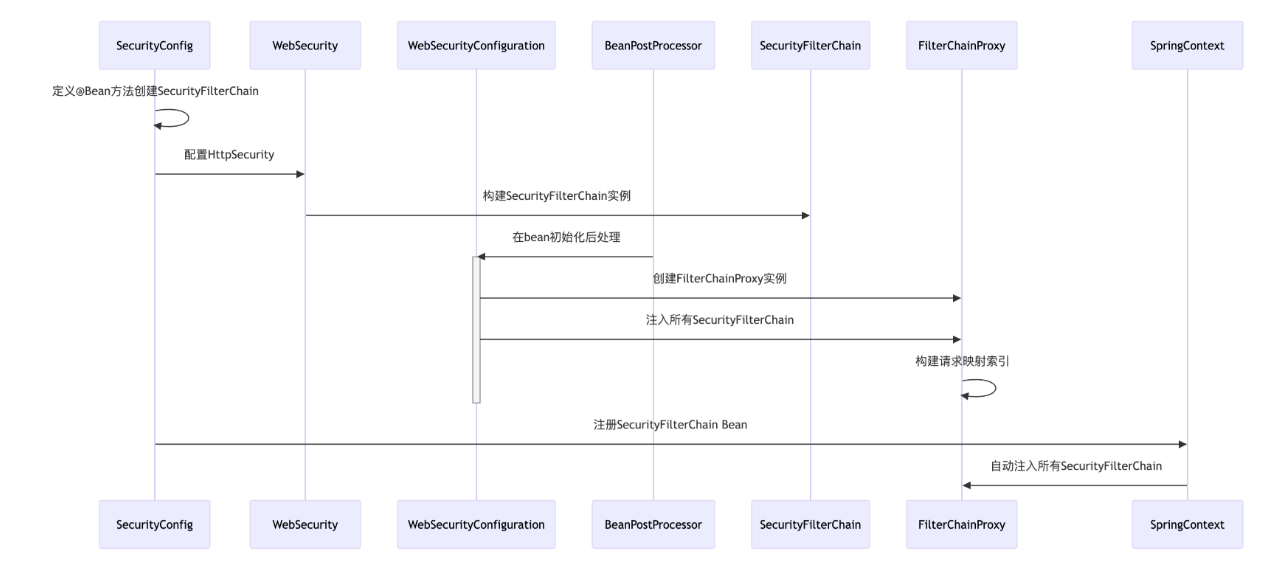 SecurityConfig
WebSecurity
WebSecurityConfiguration
BeanPostProcessor
SecurityFilterChain
FilterChainProxy
SpringContext
定义@Bean方法创建SecurityFilterChain
配置HttpSecurity
构建SecurityFilterChain实例
在bean初始化后处理
创建FilterChainProxy实例
注入所有SecurityFilterChain
构建请求映射索引
注册SecurityFilterChain Bean
自动注入所有SecurityFilterChain
SecurityConfig
WebSecurity
WebSecurityConfiguration
BeanPostProcessor
SecurityFilterChain
FilterChainProxy
SpringContext